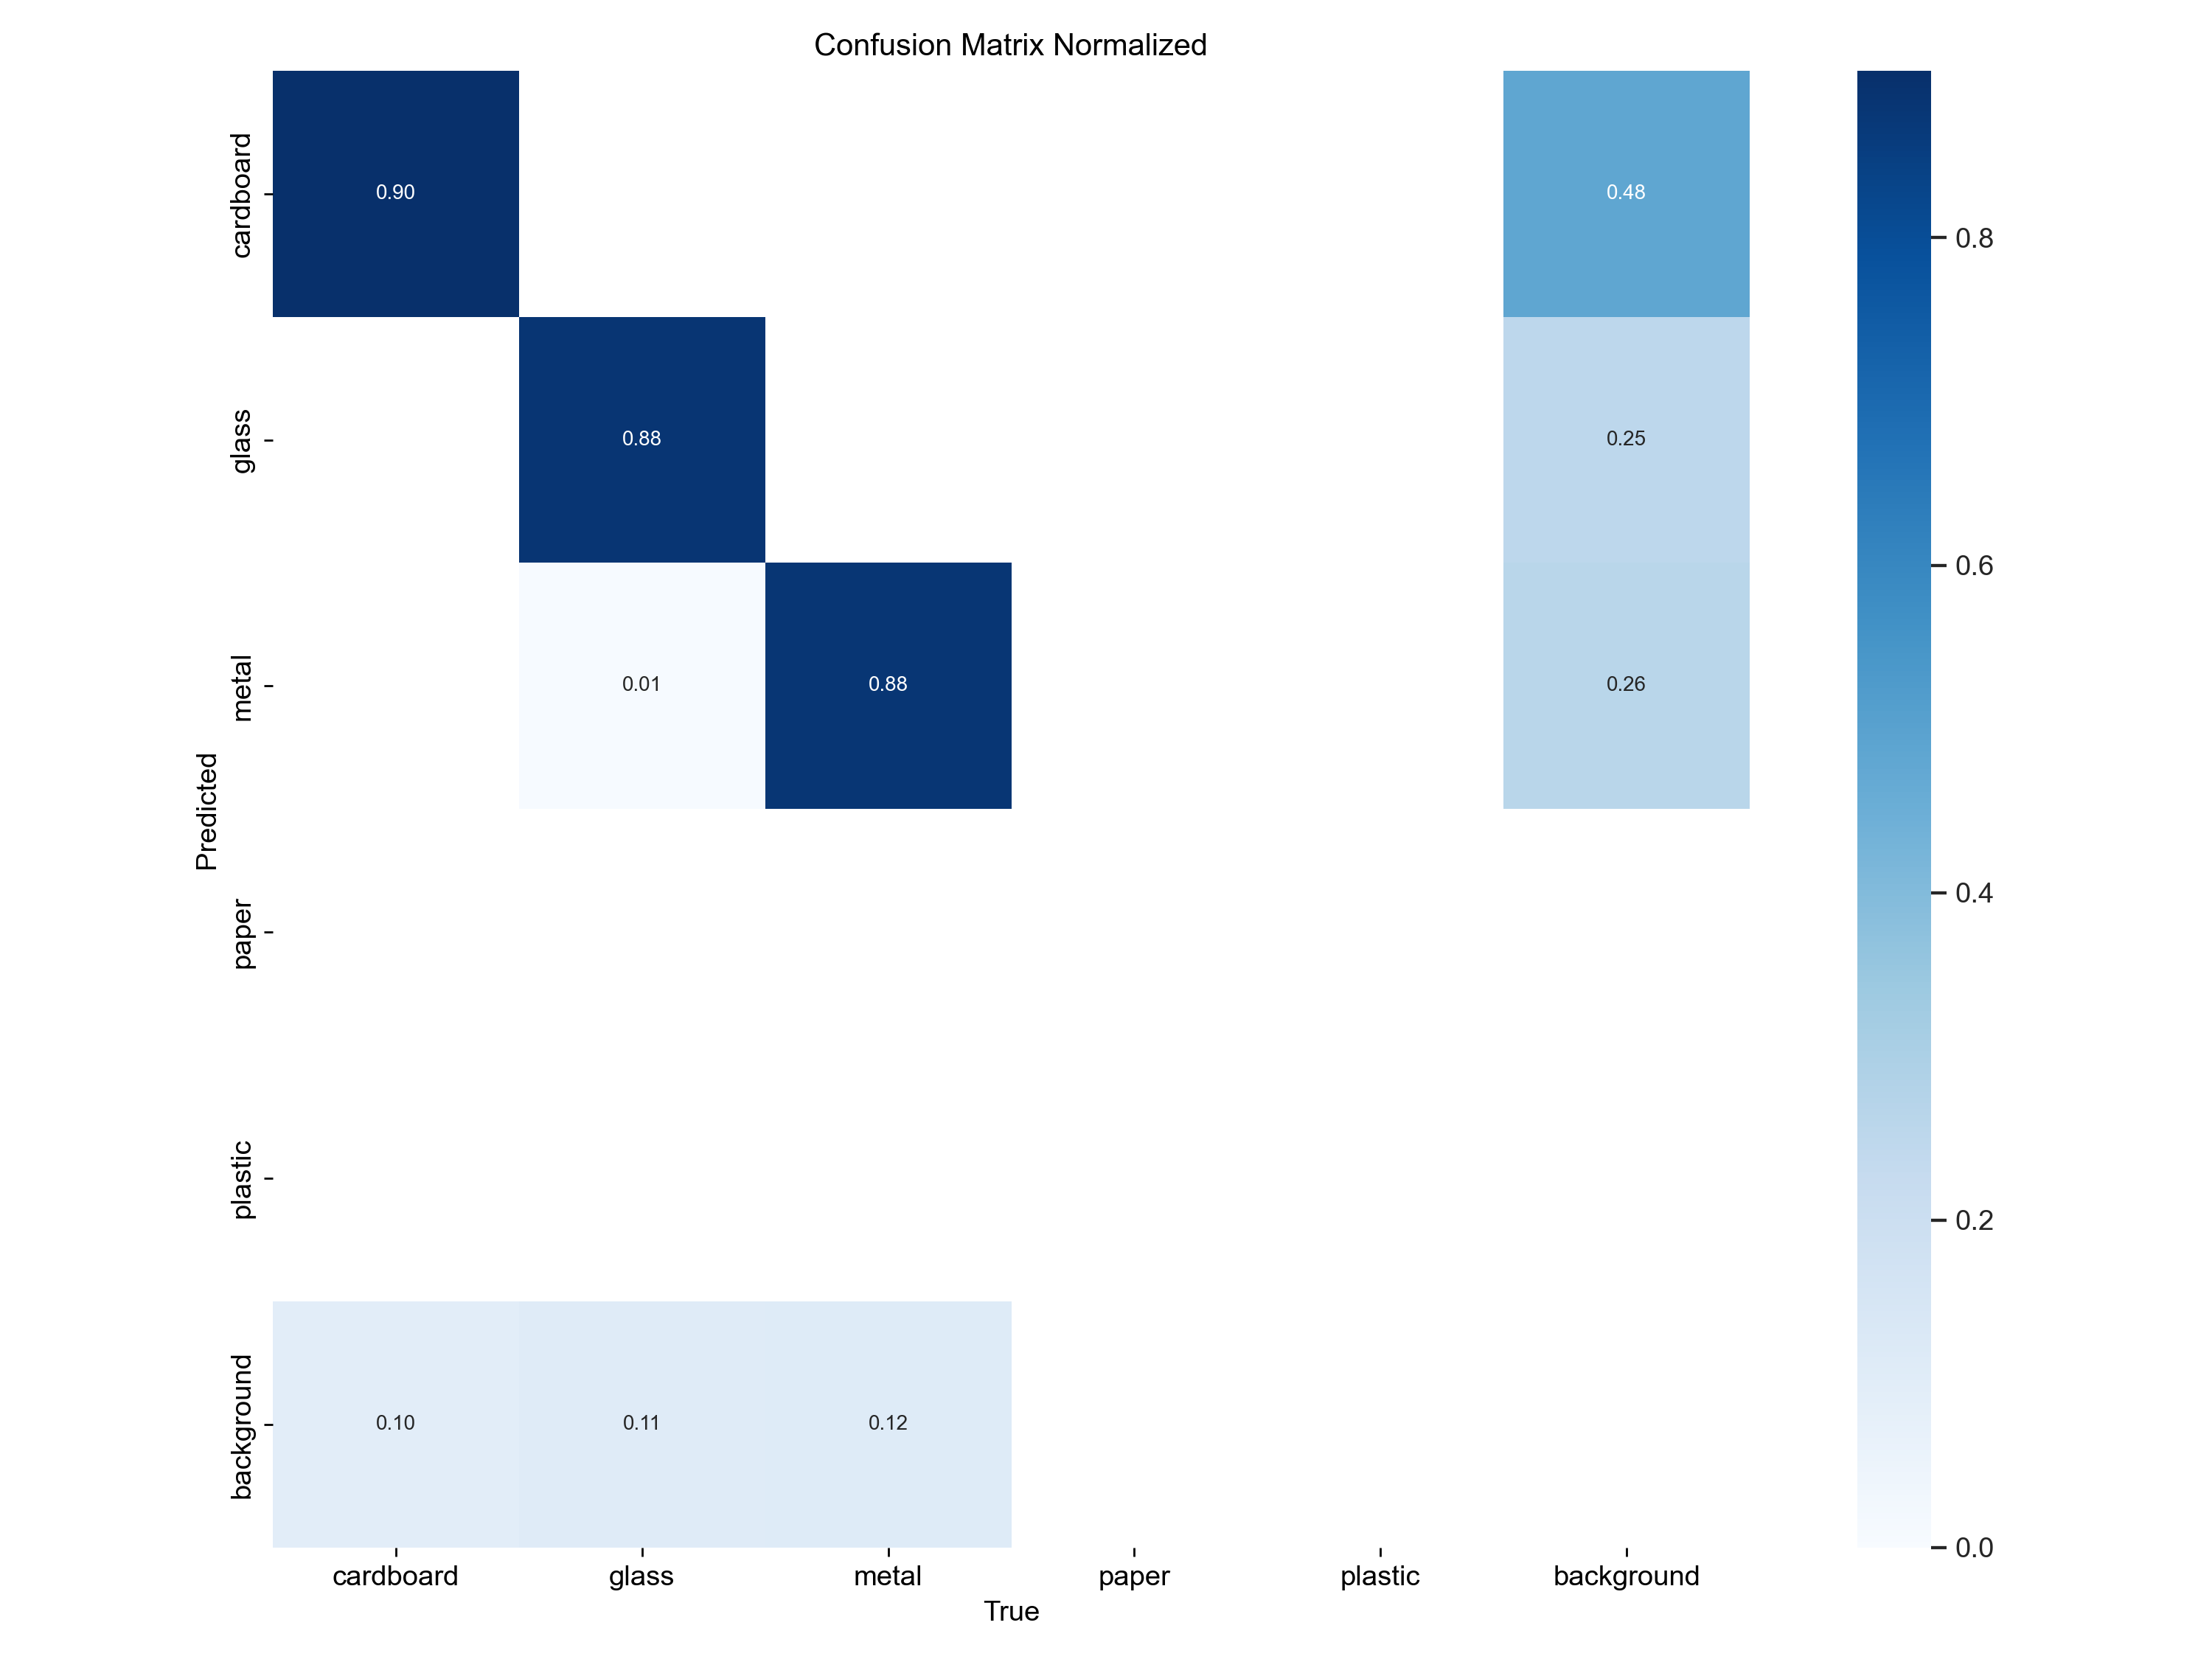 Confusion Matrix Normalized
cardboard
0.90
0.48
0.8
glass
0.88
0.25
0.6
metal
0.01
0.88
0.26
Predicted
0.4
paper
plastic
0.2
background
0.10
0.11
0.12
0.0
cardboard glass metal paper plastic background
True